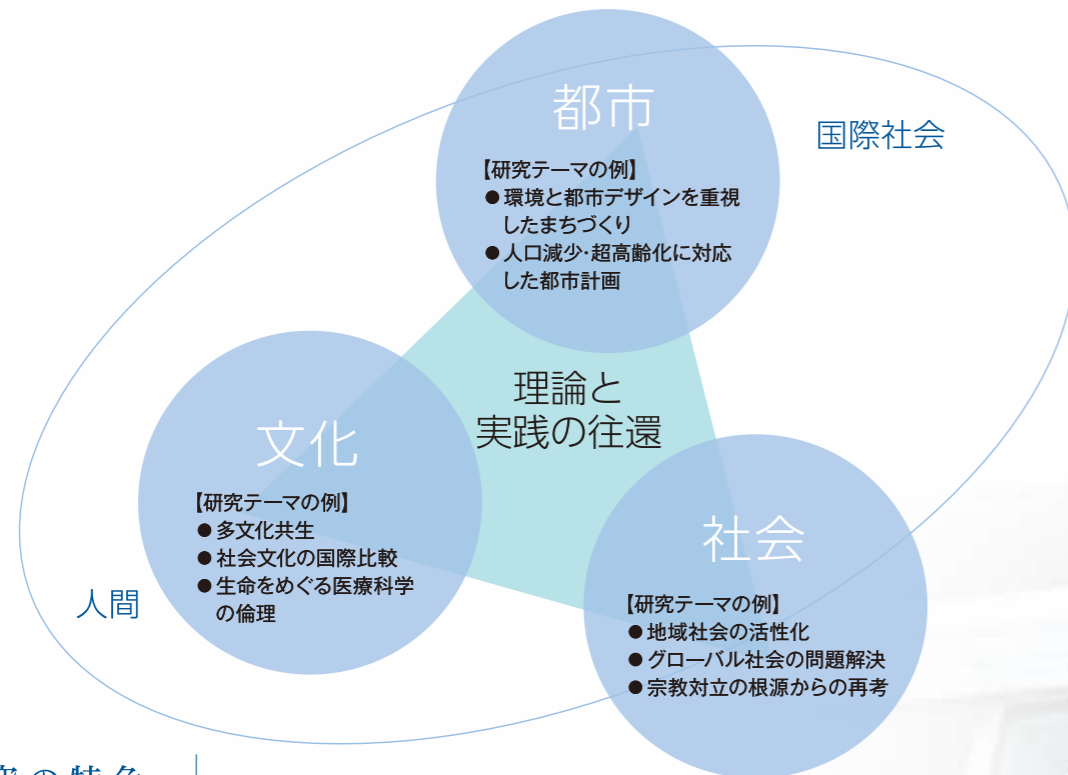 都市
国際社会
【研究テーマの例】
●環境と都市デザインを重視
したまちづくり
●人口減少・超高齢化に対応
した都市計画
理論と
実践の往還
文化
【研究テーマの例】
●多文化共生
●社会文化の国際比較
●生命をめぐる医療科学
の倫理
人間
社会
【研究テーマの例】
●地域社会の活性化
●グローバル社会の問題解決
●宗教対立の根源からの再考
の特色